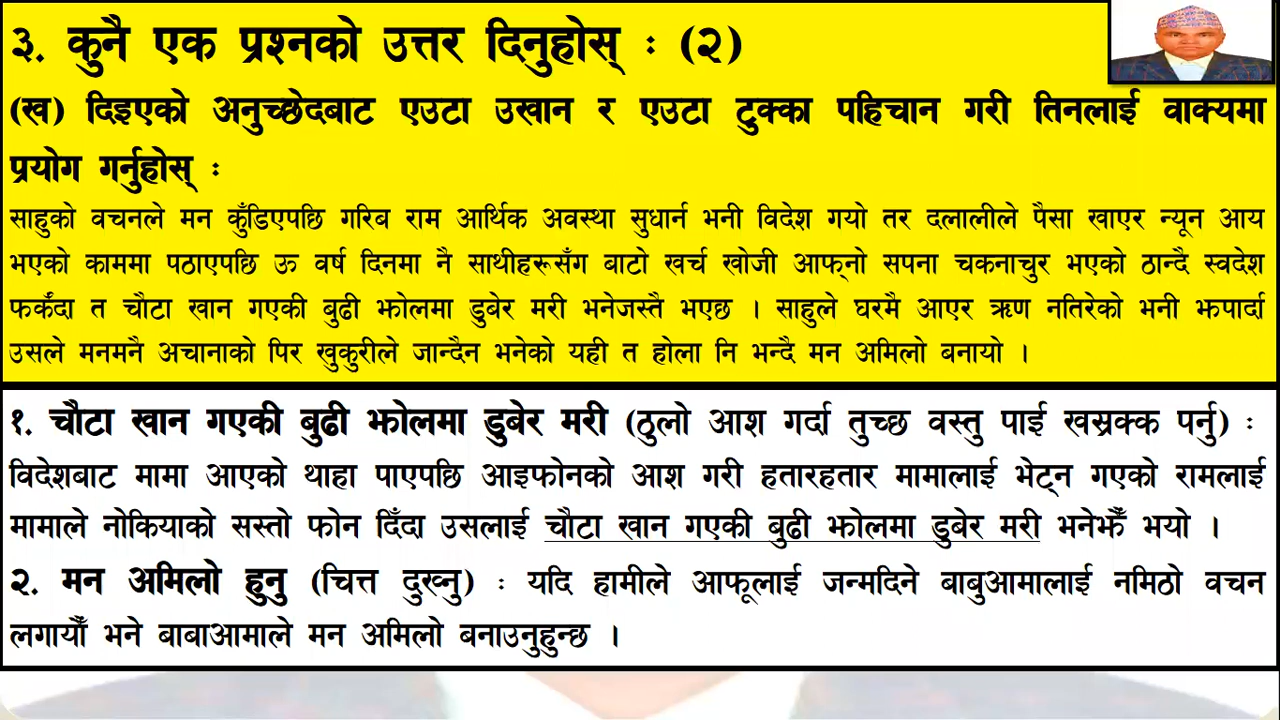 ३. कुनै एक प्रश्नको उत्तर दिनुहोस् : (२)
(ख) दिइएको अनुच्छेदबाट एउटा उखान र एउटा टुक्का पहिचान गरी तिनलाई वाक्यमा
प्रयोग गर्नुहोस् :
साहुको वचनले मन कुँडिएपछि गरिब राम आर्थिक अवस्था सुधार्न भनी विदेश गयो तर दलालीले पैसा खाएर न्यून आय
भएको काममा पठाएपछि ऊ वर्ष दिनमा नै साथीहरूसँग बाटो खर्च खोजी आफ्नो सपना चकनाचुर भएको ठान्दै स्वदेश
फर्कंदा त चौटा खान गएकी बुढी झोलमा डुबेर मरी भनेजस्तै भएछ । साहुले घरमै आएर ऋण नतिरेको भनी झपार्दा
उसले मनमनै अचानाको पिर खुकुरीले जान्दैन भनेको यही त होला नि भन्दै मन अमिलो बनायो ।
१. चौटा खान गएकी बुढी झोलमा डुबेर मरी (ठुलो आश गर्दा तुच्छ वस्तु पाई खस्रक्क पर्नु) :
विदेशबाट मामा आएको थाहा पाएपछि आइफोनको आश गरी हतारहतार मामालाई भेट्न गएको रामलाई
मामाले नोकियाको सस्तो फोन दिँदा उसलाई चौटा खान गएकी बुढी झोलमा डुबेर मरी भनेझैँ भयो ।
२. मन अमिलो हुनु (चित्त दुख्नु) : यदि हामीले आफूलाई जन्मदिने बाबुआमालाई नमिठो वचन
लगायौँ भने बाबाआमाले मन अमिलो बनाउनुहुन्छ ।